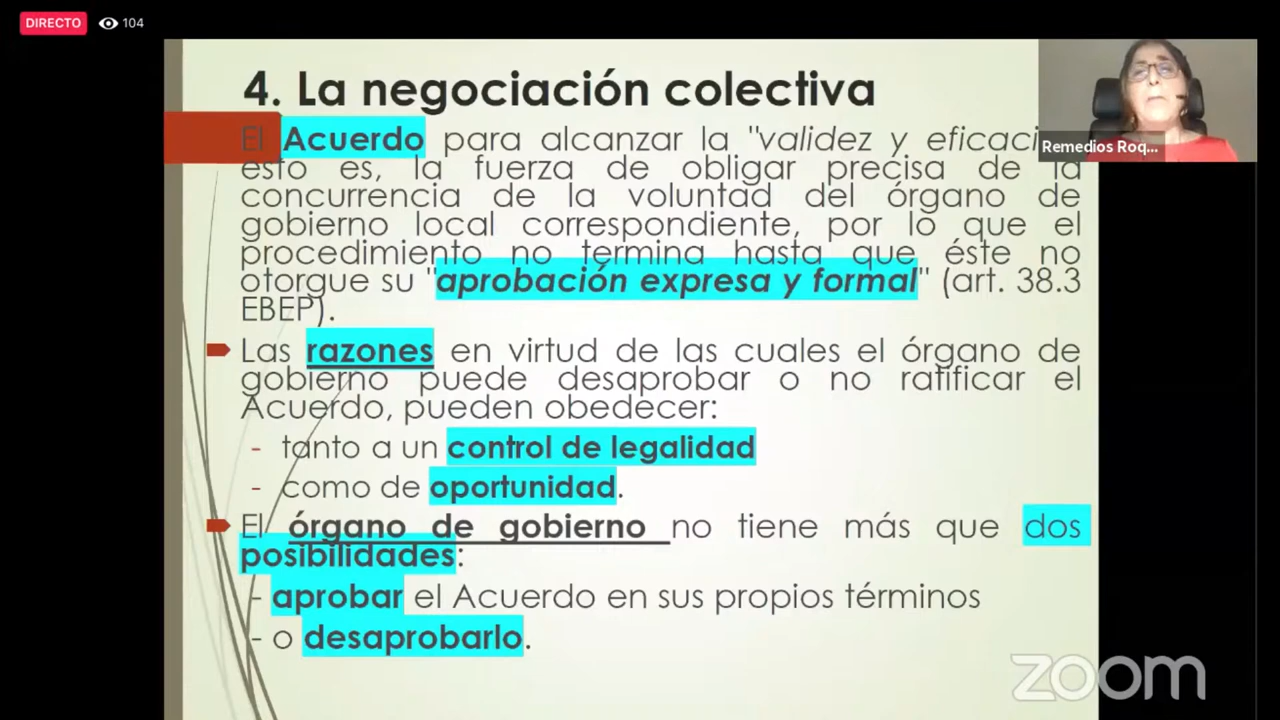 DIRECTO
104
4. La negociación colectiva
El Acuerdo para alcanzar la "validez y eficaci
esto es, la fuerza de obligar precisa de la
concurrencia de la voluntad del órgano de
gobierno local correspondiente, por lo que el
procedimiento no termina hasta que éste no
otorgue su "aprobación expresa y formal" (art. 38.3
EBEP).
Las razones en virtud de las cuales el órgano de
gobierno puede desaprobar o no ratificar el
Acuerdo, pueden obedecer:
- tanto a un control de legalidad
- como de oportunidad.
El órgano de gobierno no tiene más que dos
posibilidades:
- aprobar el Acuerdo en sus propios términos
- o desaprobarlo.
Remedios Roq...
zoom